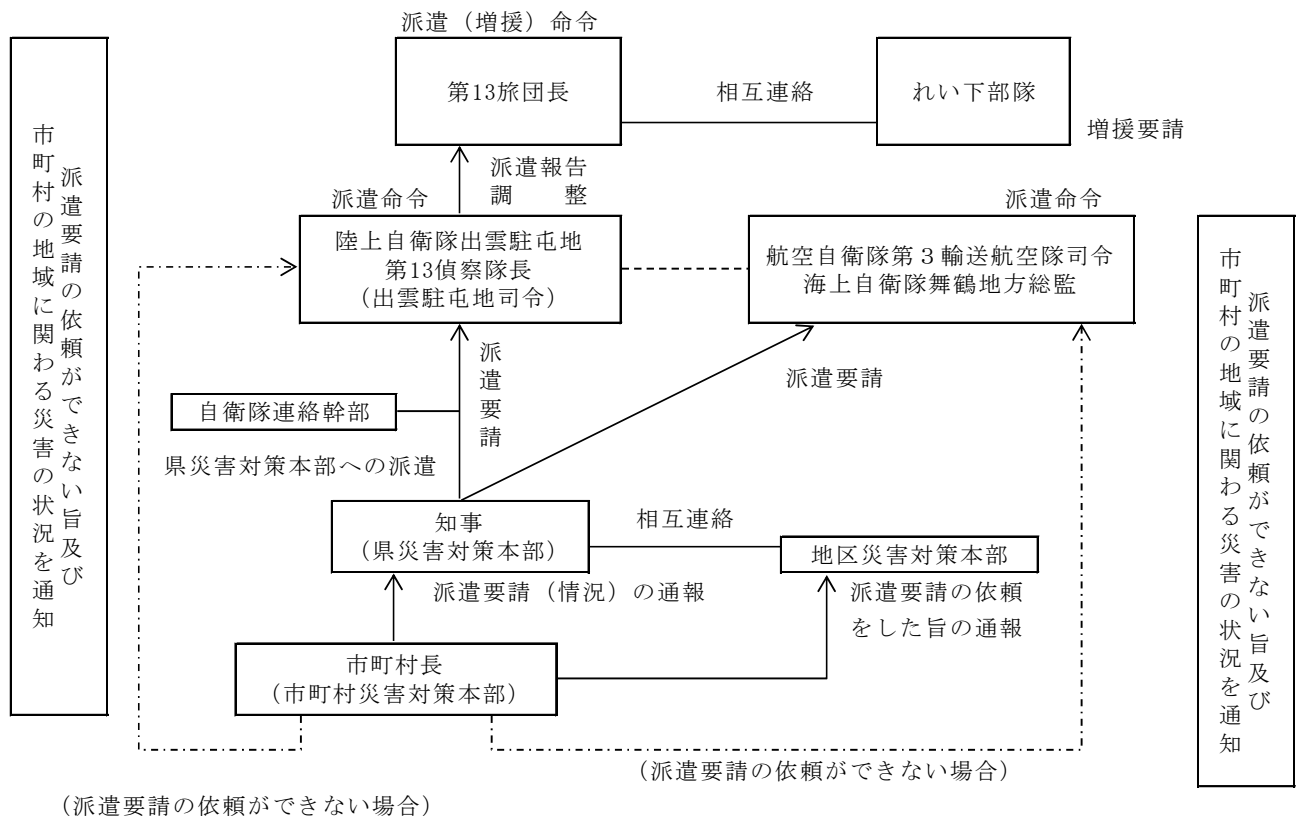 派遣（増援）命令
第13旅団長
相互連絡
れい下部隊
増援要請
派遣報告
調　　整
派遣命令
派遣命令
陸上自衛隊出雲駐屯地
第13偵察隊長
（出雲駐屯地司令）
航空自衛隊第３輸送航空隊司令
海上自衛隊舞鶴地方総監
派遣要請の依頼ができない旨及び
市町村の地域に関わる災害の状況を通知
派遣要請
派遣要請
自衛隊連絡幹部
県災害対策本部への派遣
知事
（県災害対策本部）
相互連絡
地区災害対策本部
派遣要請（情況）の通報
派遣要請の依頼
をした旨の通報
市町村長
（市町村災害対策本部）
派遣要請の依頼ができない旨及び
市町村の地域に関わる災害の状況を通知
（派遣要請の依頼ができない場合）
（派遣要請の依頼ができない場合）